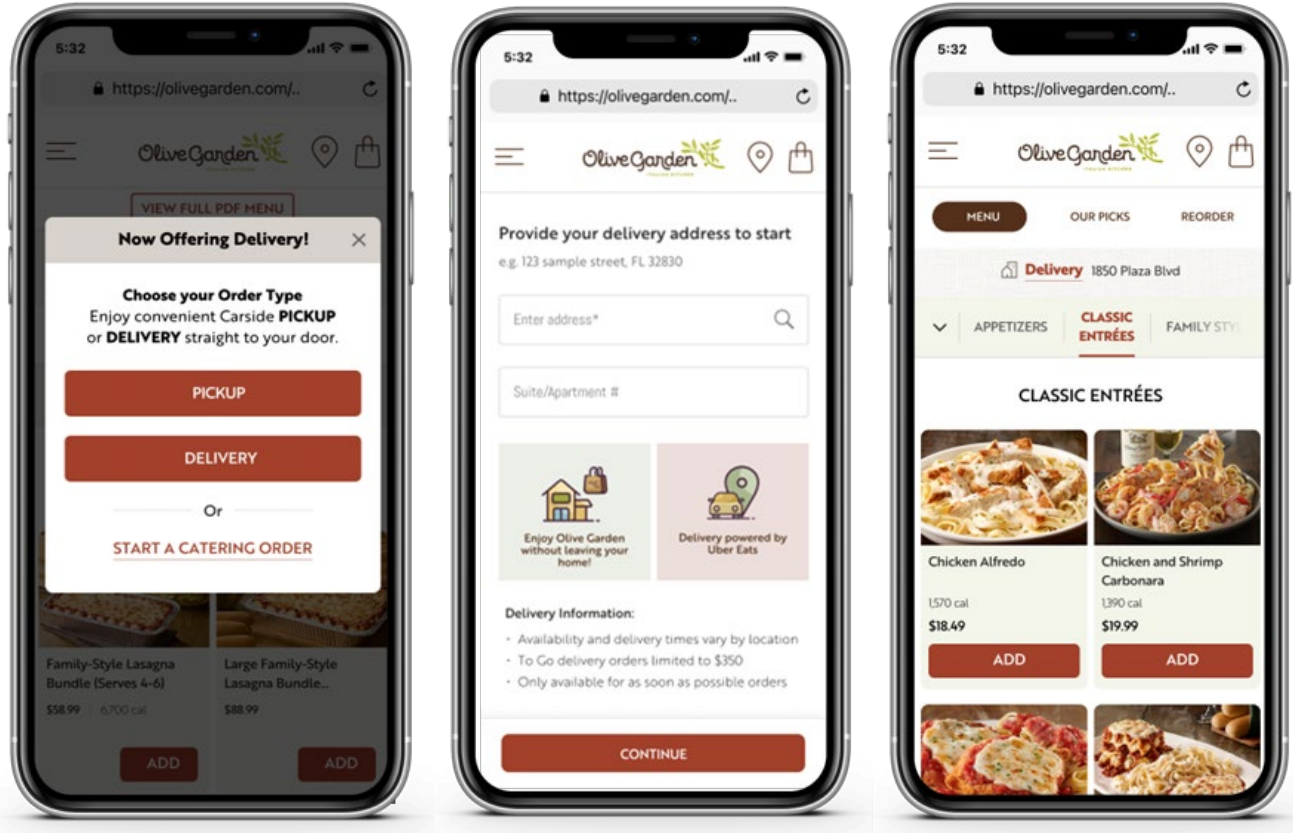 5:32
https://olivegarden.com/..
Olive Garden
VIEW FULL PDF MENU
Now Offering Delivery!
Choose your Order Type
Enjoy convenient Carside PICKUP
or DELIVERY straight to your door.
PICKUP
DELIVERY
Or
START A CATERING ORDER
Family-Style Lasagna
Bundle (Serves 4-6)
$58.99 | 6,700 cal
ADD
Large Family-Style
Lasagna Bundle...
$88.99
ADD
5:32
https://olivegarden.com/..
Olive Garden
ITALIAN KITCHEN
Provide your delivery address to start
e.g. 123 sample street, FL 32830
Enter address*
Suite/Apartment #
Enjoy Olive Garden
without leaving your
home!
Delivery powered by
Uber Eats
Delivery Information:
• Availability and delivery times vary by location
• To Go delivery orders limited to $350
• Only available for as soon as possible orders
CONTINUE
5:32
https://olivegarden.com/..
Olive Garden
ITALIAN KITCHEN
MENU
OUR PICKS
REORDER
Delivery 1850 Plaza Blvd
APPETIZERS
CLASSIC
ENTRÉES
FAMILY STY
CLASSIC ENTRÉES
Chicken Alfredo
1,570 cal
$18.49
ADD
Chicken and Shrimp
Carbonara
1,390 cal
$19.99
ADD